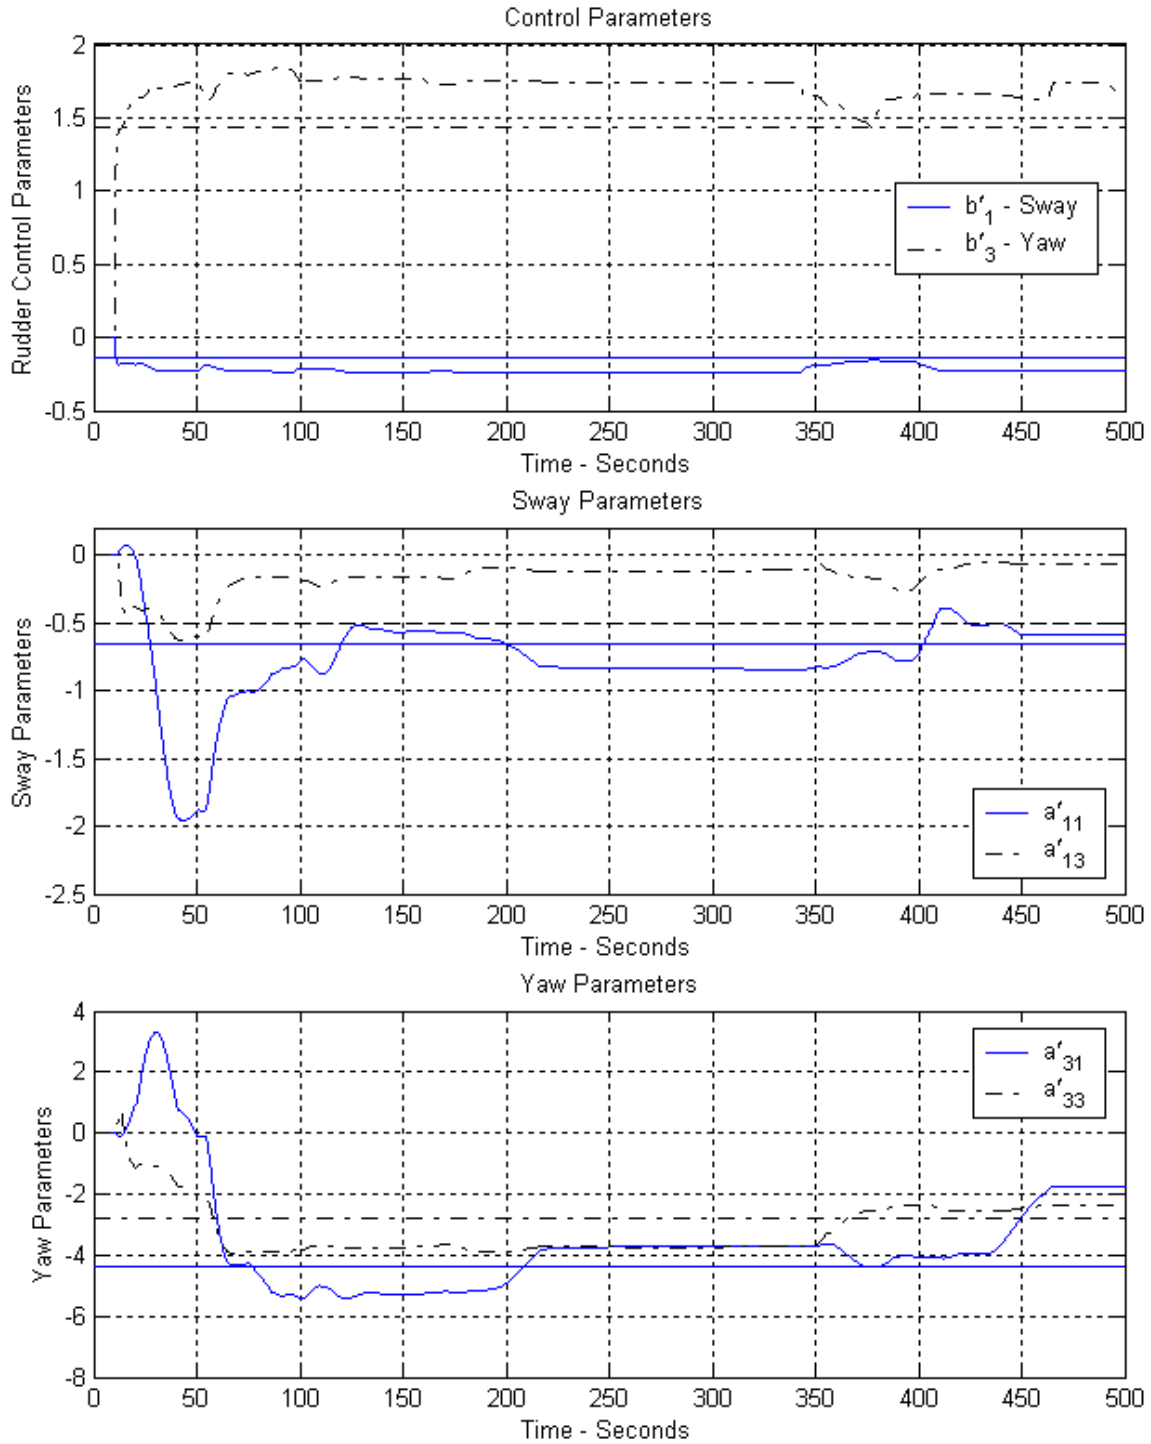 Control Parameters
Rudder Control Parameters
2
1.5
1
0.5
0
-0.5
b′1 - Sway
b′3 - Yaw
0 50 100 150 200 250 300 350 400 450 500
Time - Seconds
Sway Parameters
Sway Parameters
0
-0.5
-1
-1.5
-2
-2.5
a′11
a′13
0 50 100 150 200 250 300 350 400 450 500
Time - Seconds
Yaw Parameters
Yaw Parameters
4
2
0
-2
-4
-6
-8
a′31
a′33
0 50 100 150 200 250 300 350 400 450 500
Time - Seconds